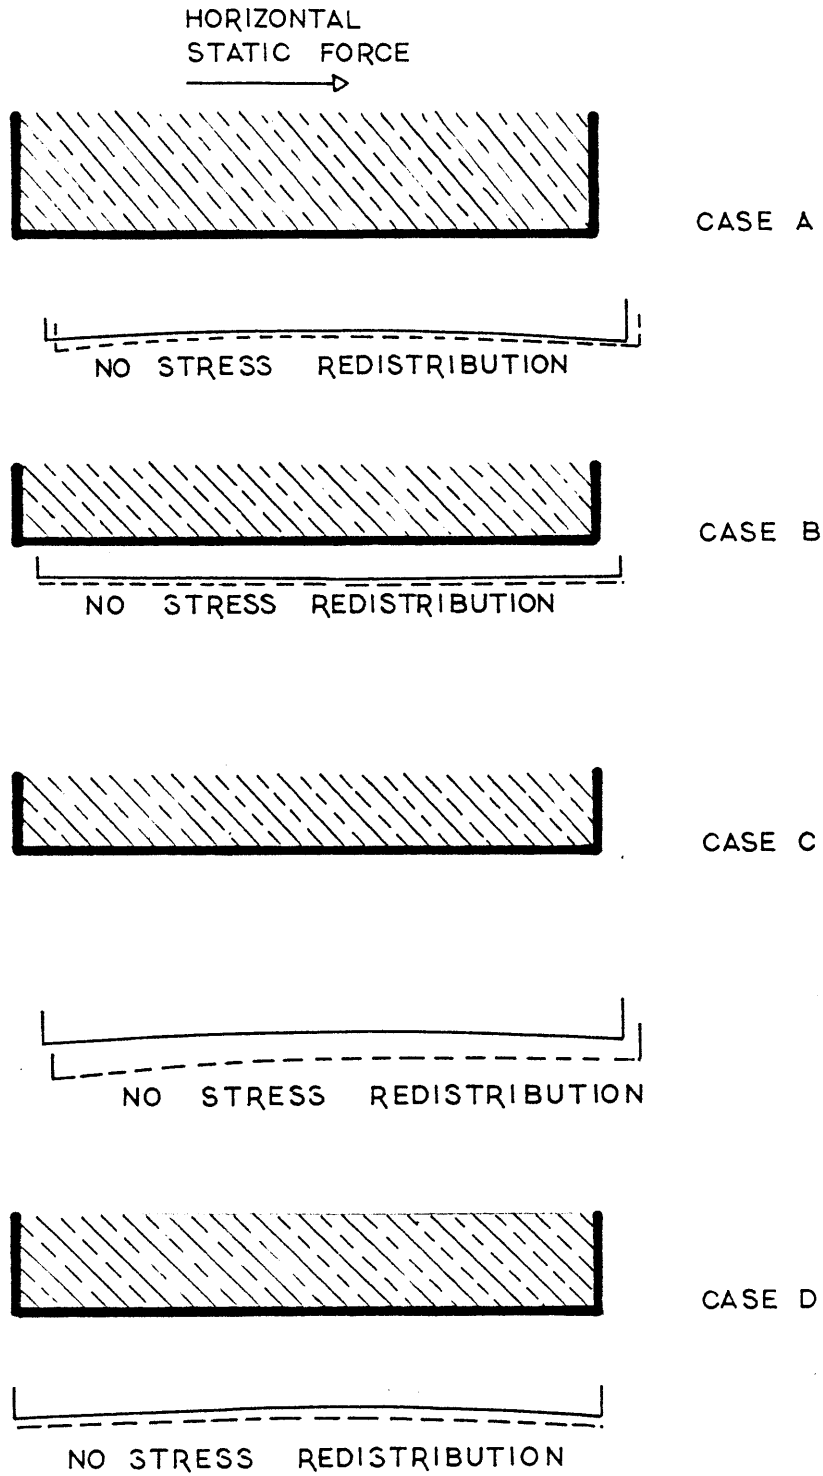 HORIZONTAL
STATIC FORCE
CASE A
NO STRESS REDISTRIBUTION
CASE B
NO STRESS REDISTRIBUTION
CASE C
NO STRESS REDISTRIBUTION
CASE D
NO STRESS REDISTRIBUTION